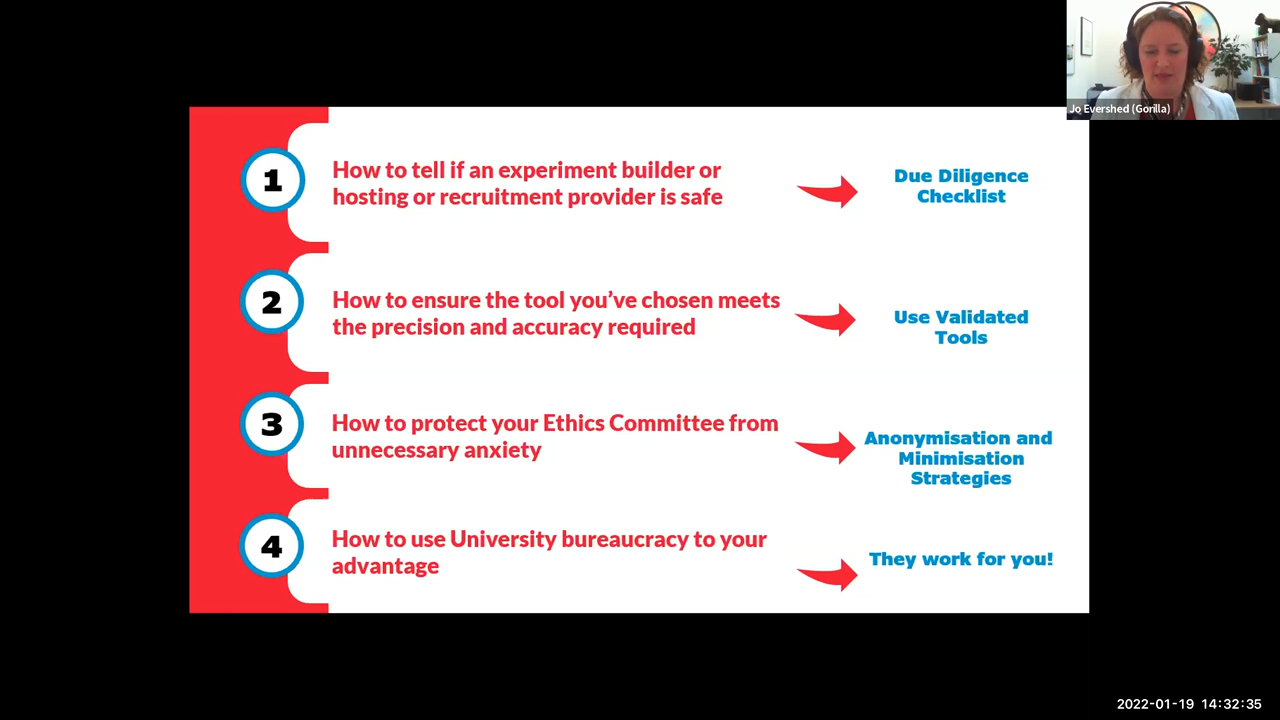 Jo Evershed (Gorilla)
1
How to tell if an experiment builder or
hosting or recruitment provider is safe
Due Diligence
Checklist
2
How to ensure the tool you’ve chosen meets
the precision and accuracy required
Use Validated
Tools
3
How to protect your Ethics Committee from
unnecessary anxiety
Anonymisation and
Minimisation
Strategies
4
How to use University bureaucracy to your
advantage
They work for you!
2022-01-19 14:32:35